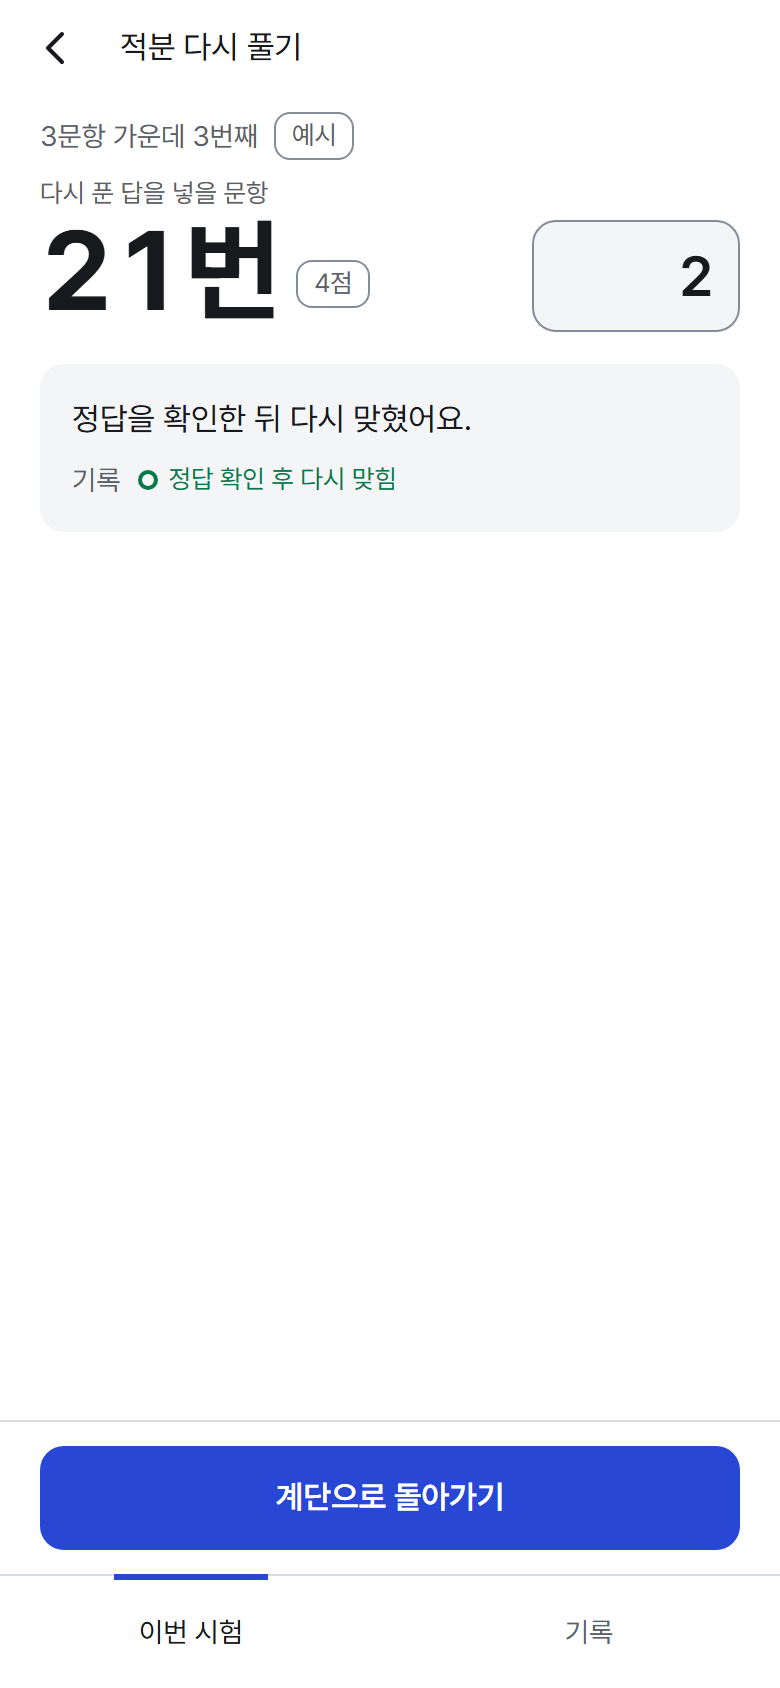 적분 다시 풀기
3문항 가운데 3번째 예시
다시 푼 답을 넣을 문항
21번 4점 2
정답을 확인한 뒤 다시 맞혔어요.
기록 정답 확인 후 다시 맞힘
계단으로 돌아가기
이번 시험 기록